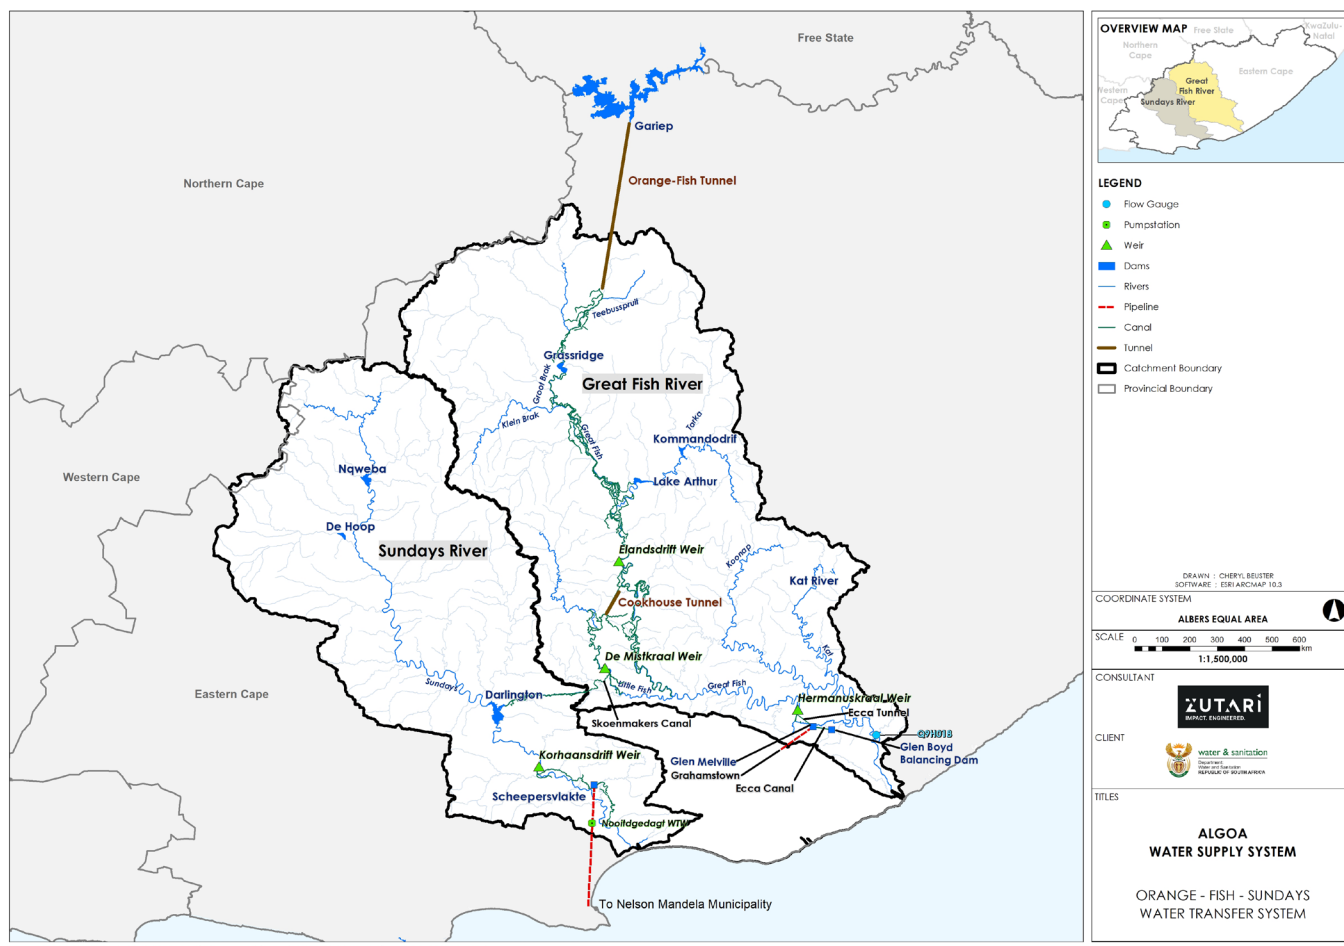 Free State
Gariep
Northern Cape
Orange-Fish Tunnel
Teebusspruit
Grassridge
Groot Brak
Great Fish River
Klein Brak
Great Fish
Tarka
Kommandodrif
Western Cape
Nqweba
Lake Arthur
De Hoop
Sundays River
Elandsdrift Weir
Koonap
Kat River
Cookhouse Tunnel
Kat
De Mistkraal Weir
Eastern Cape
Sundays
Little Fish
Great Fish
Darlington
Hermanuskraal Weir
Ecca Tunnel
Skoenmakers Canal
Q9H018
Glen Boyd
Balancing Dam
Korhaansdrift Weir
Glen Melville
Grahamstown
Ecca Canal
Scheepersvlakte
Nooitdgedagt WTW
To Nelson Mandela Municipality
OVERVIEW MAP
Free State
KwaZulu-
Natal
Northern
Cape
Eastern Cape
Great
Fish River
Western
Cape
Sundays River
LEGEND
Flow Gauge
Pumpstation
Weir
Dams
Rivers
Pipeline
Canal
Tunnel
Catchment Boundary
Provincial Boundary
DRAWN : CHERYL BEUSTER
SOFTWARE : ESRI ARCMAP 10.3
COORDINATE SYSTEM
ALBERS EQUAL AREA
SCALE
0 100 200 300 400 500 600
km
1:1,500,000
CONSULTANT
ZUTARI
IMPACT. ENGINEERED.
CLIENT
water & sanitation
Department:
Water and Sanitation
REPUBLIC OF SOUTH AFRICA
TITLES
ALGOA
WATER SUPPLY SYSTEM
ORANGE - FISH - SUNDAYS
WATER TRANSFER SYSTEM